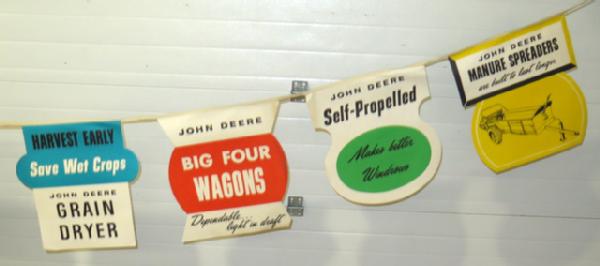 HARVEST EARLY
Save Wet Crops
JOHN DEERE
GRAIN
DRYER
JOHN DEERE
BIG FOUR
WAGONS
Dependable...
light in draft
JOHN DEERE
Self-Propelled
Makes better
Windrows
JOHN DEERE
MANURE SPREADERS
are built to last longer